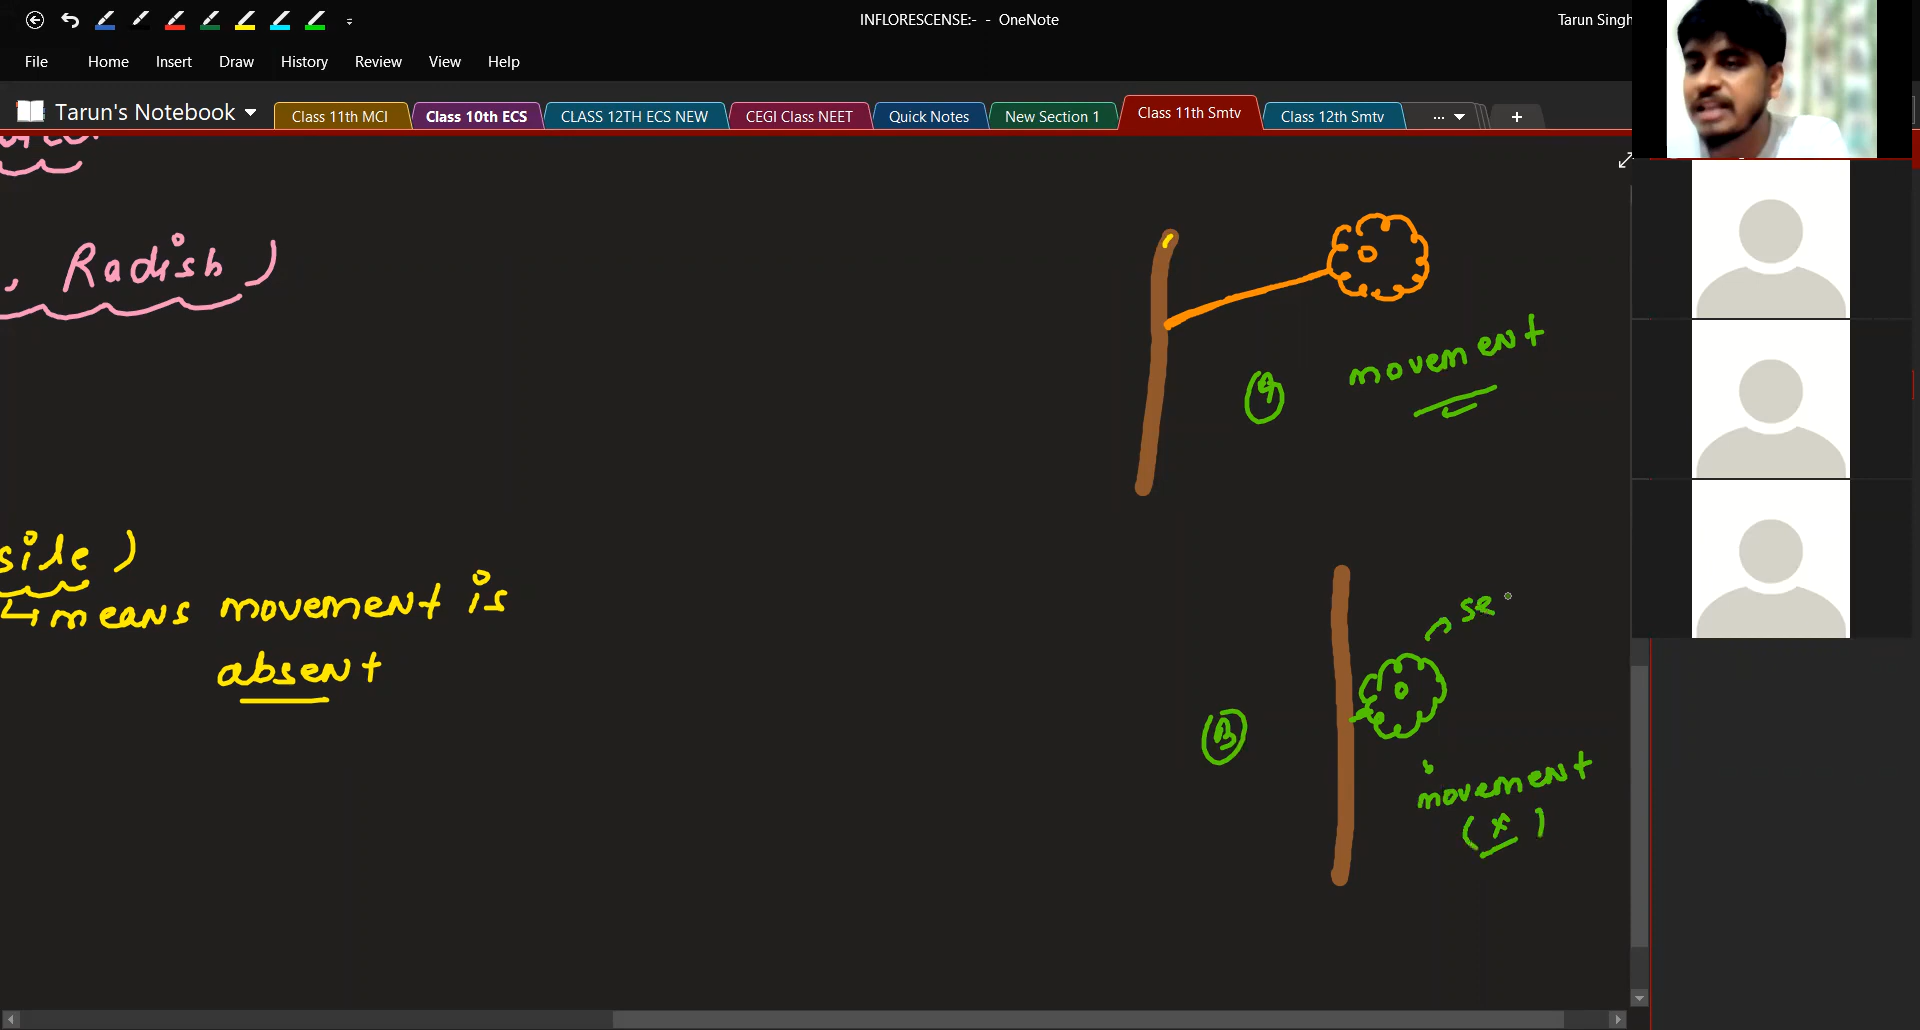 INFLORESCENSE:- - OneNote
Tarun Singh
File Home Insert Draw History Review View Help
Tarun's Notebook
Class 11th MCI Class 10th ECS CLASS 12TH ECS NEW CEGI Class NEET Quick Notes New Section 1 Class 11th Smtv Class 12th Smtv ... +
, Radish )
movement
A
sile )
means movement is
absent
se
B
movement
(x)